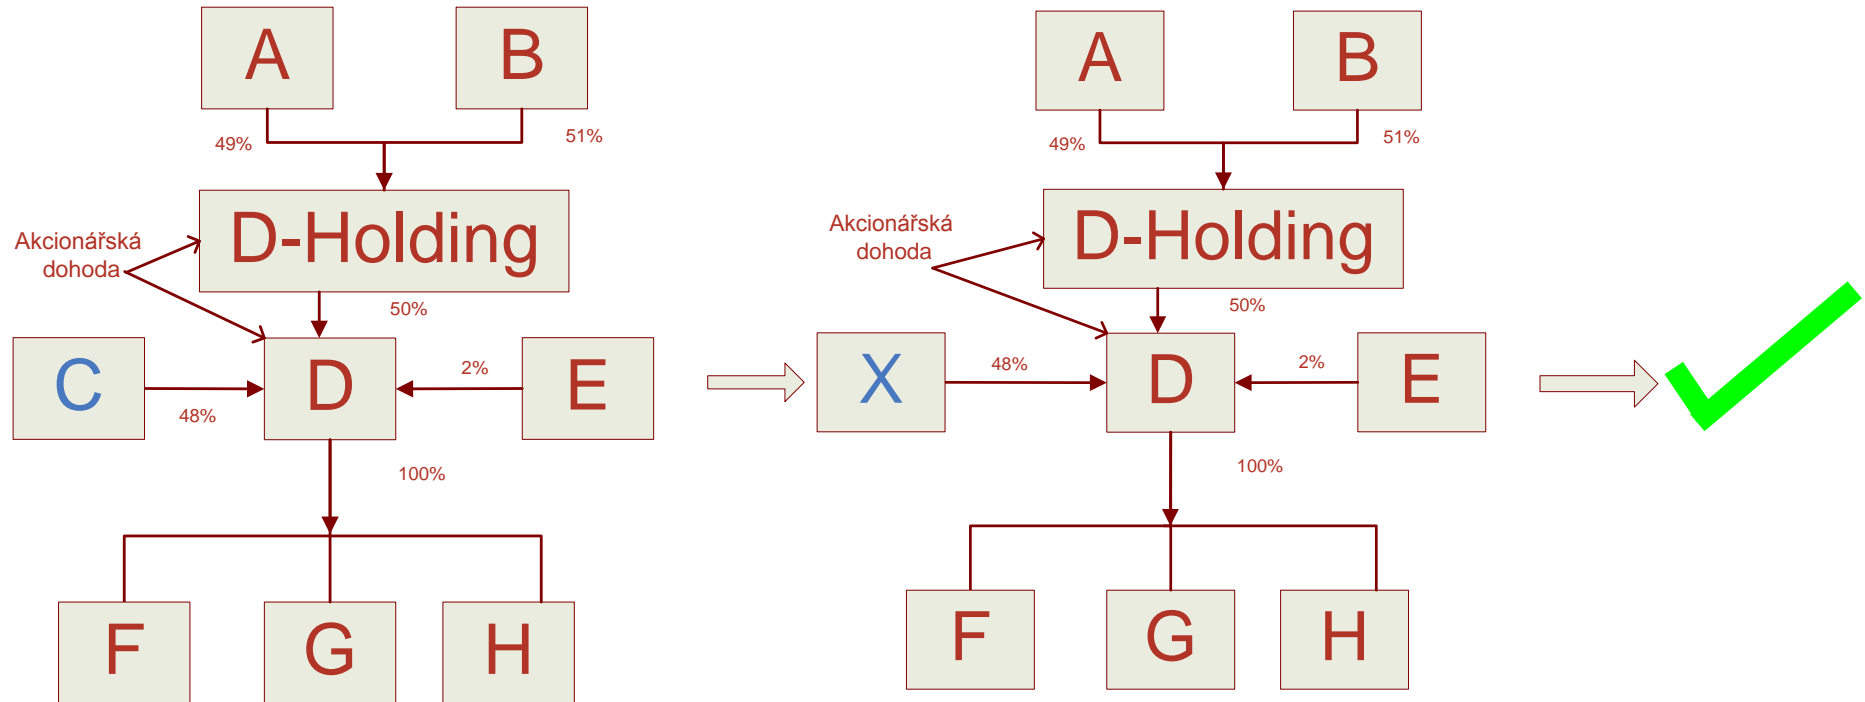 A
B
49%
51%
D-Holding
Akcionářská
dohoda
50%
C
48%
D
2%
E
100%
F
G
H
A
B
49%
51%
D-Holding
Akcionářská
dohoda
50%
X
48%
D
2%
E
100%
F
G
H